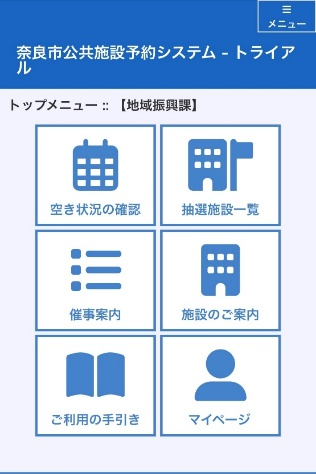 メニュー
奈良市公共施設予約システム - トライア
ル
トップメニュー :: 【地域振興課】
空き状況の確認
抽選施設一覧
催事案内
施設のご案内
ご利用の手引き
マイページ